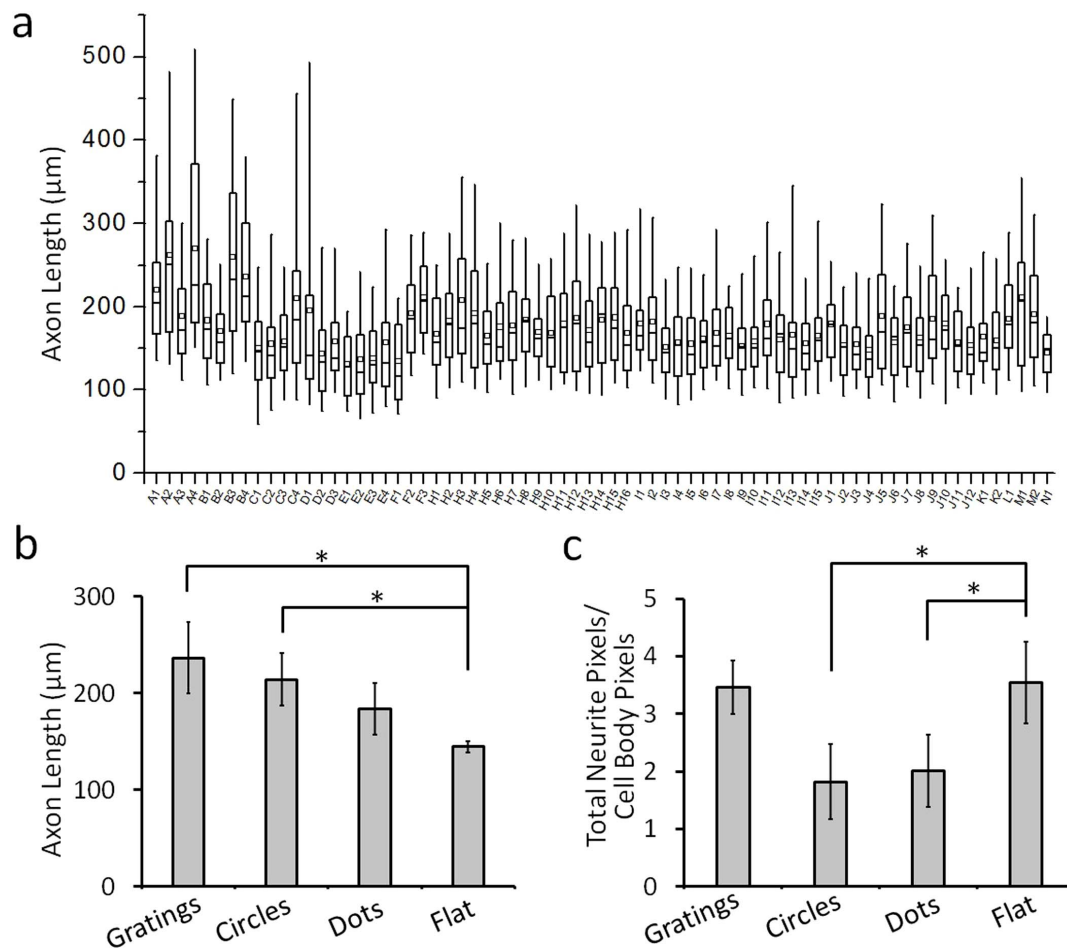 a
Axon Length (µm)
500
400
300
200
100
0
A1 A2 A3 A4 B1 B2 B3 B4 C1 C2 C3 C4 D1 D2 D3 E1 E2 E3 E4 F1 F2 F3 H1 H2 H3 H4 H5 H6 H7 H8 H9 H10 H11 H12 H13 H14 H15 H16 I1 I2 I3 I4 I5 I6 I7 I8 I9 I10 I11 I12 I13 I14 I15 J1 J2 J3 J4 J5 J6 J7 J8 J9 J10 J11 J12 K1 K2 L1 M1 M2 N1
b
*
*
Axon Length (µm)
300
200
100
0
Gratings Circles Dots Flat
c
*
*
Total Neurite Pixels/
Cell Body Pixels
5
4
3
2
1
0
Gratings Circles Dots Flat